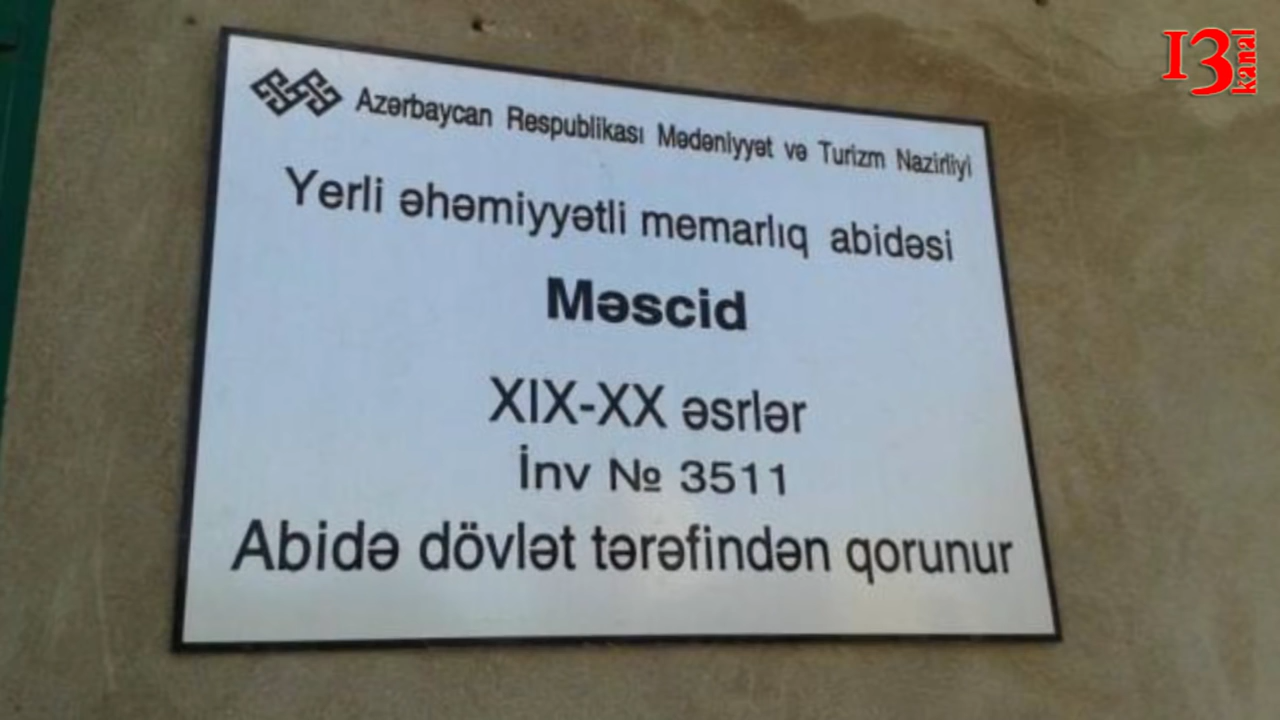 13 kanal
Azərbaycan Respublikası Mədəniyyət və Turizm Nazirliyi
Yerli əhəmiyyətli memarlıq abidəsi
Məscid
XIX-XX əsrlər
İnv № 3511
Abidə dövlət tərəfindən qorunur